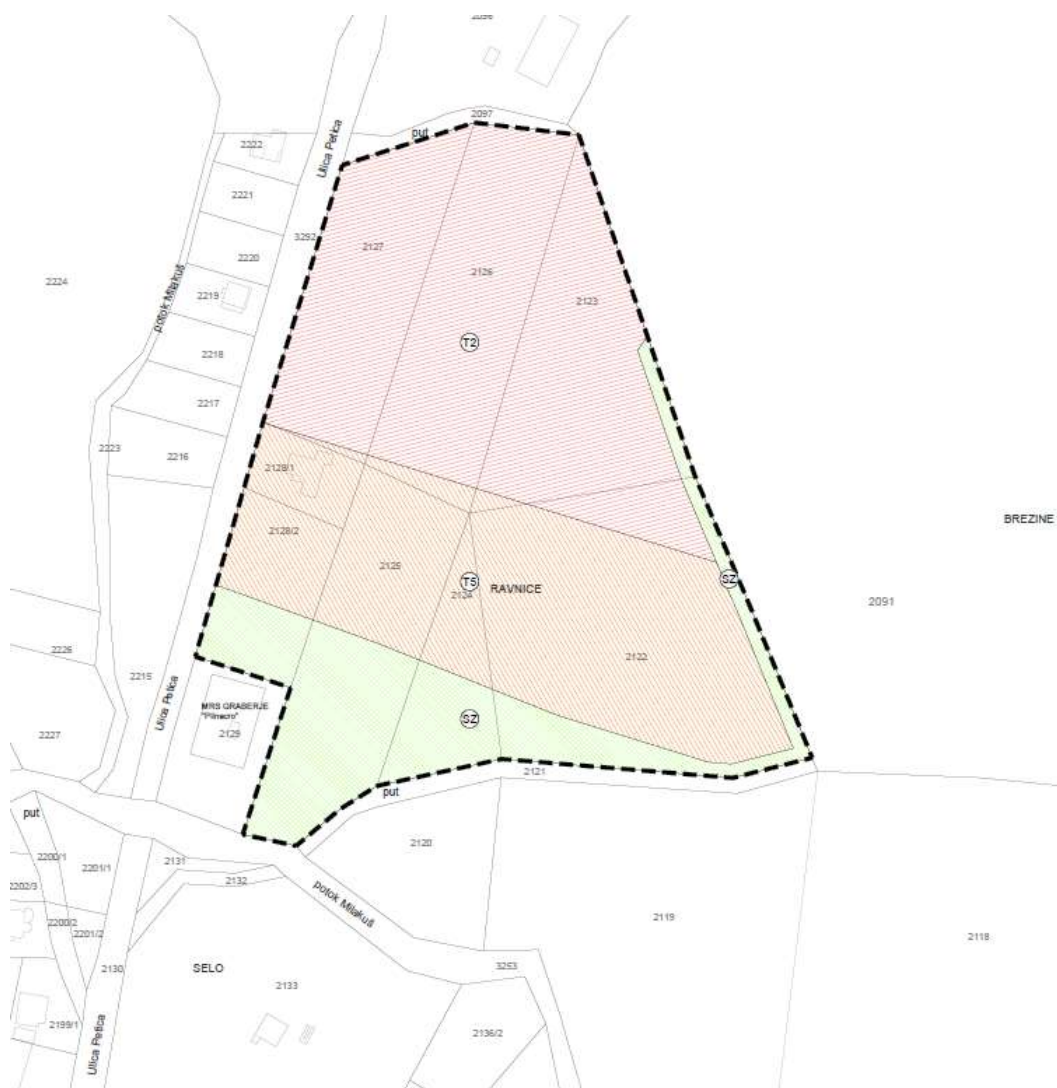 2097
put
2222
Ulica Petica
2221
3292
2127
2220
2126
2224
2219
2123
potok Milakuš
T2
2218
2217
2223
2216
2128/1
BREZINE
2128/2
2125
T5
RAVNICE
SZ
2124
2091
2226
2122
2215
Ulica Petica
MRS GRABERJE
"Plinacro"
2129
SZ
2227
2121
put
put
2120
2200/1
2201/1
2131
2202/3
2132
potok Milakuš
2119
2200/2
2201/2
2118
2130
SELO
3253
2133
2199/1
2136/2
Ulica Petica